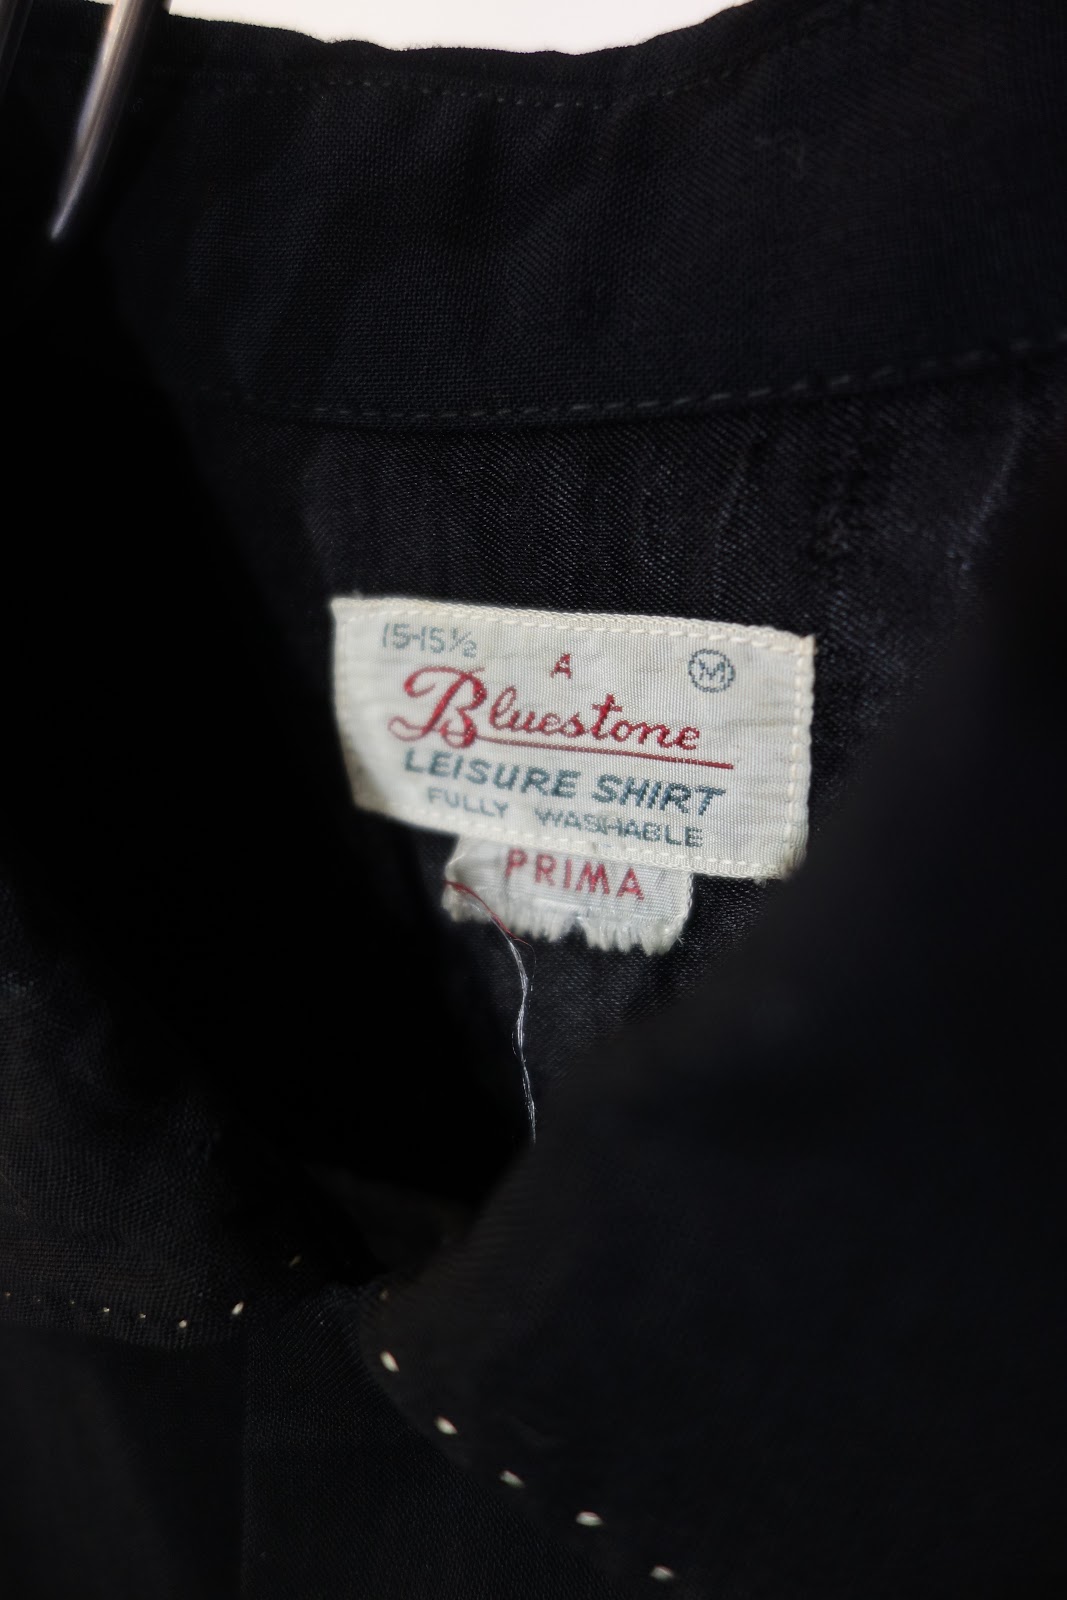 15-15½
A
M
Bluestone
LEISURE SHIRT
FULLY WASHABLE
PRIMA